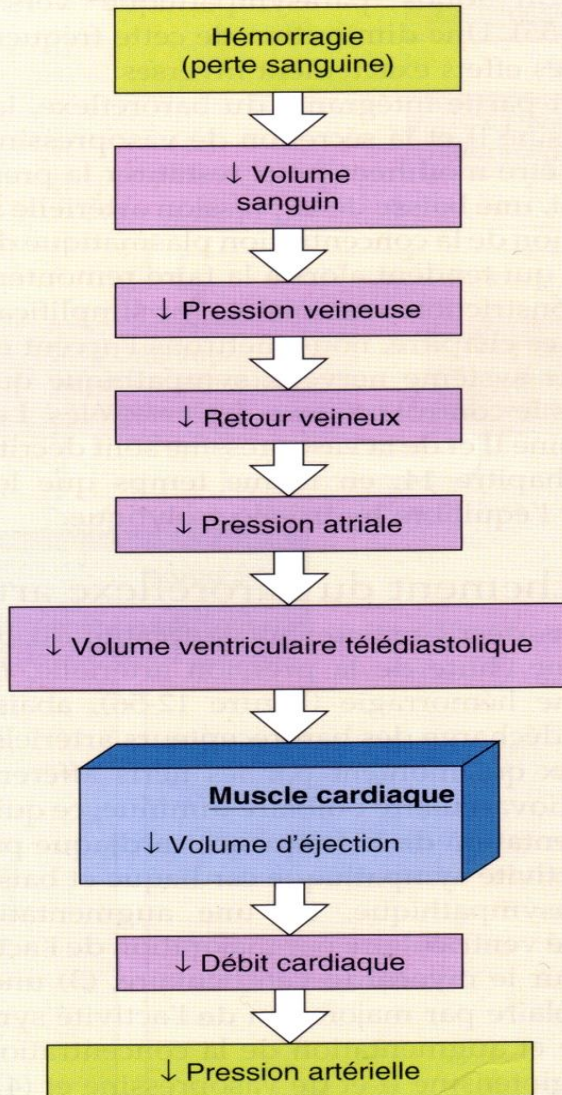 Hémorragie
(perte sanguine)
↓ Volume
sanguin
↓ Pression veineuse
↓ Retour veineux
↓ Pression atriale
↓ Volume ventriculaire télédiastolique
Muscle cardiaque
↓ Volume d'éjection
↓ Débit cardiaque
↓ Pression artérielle